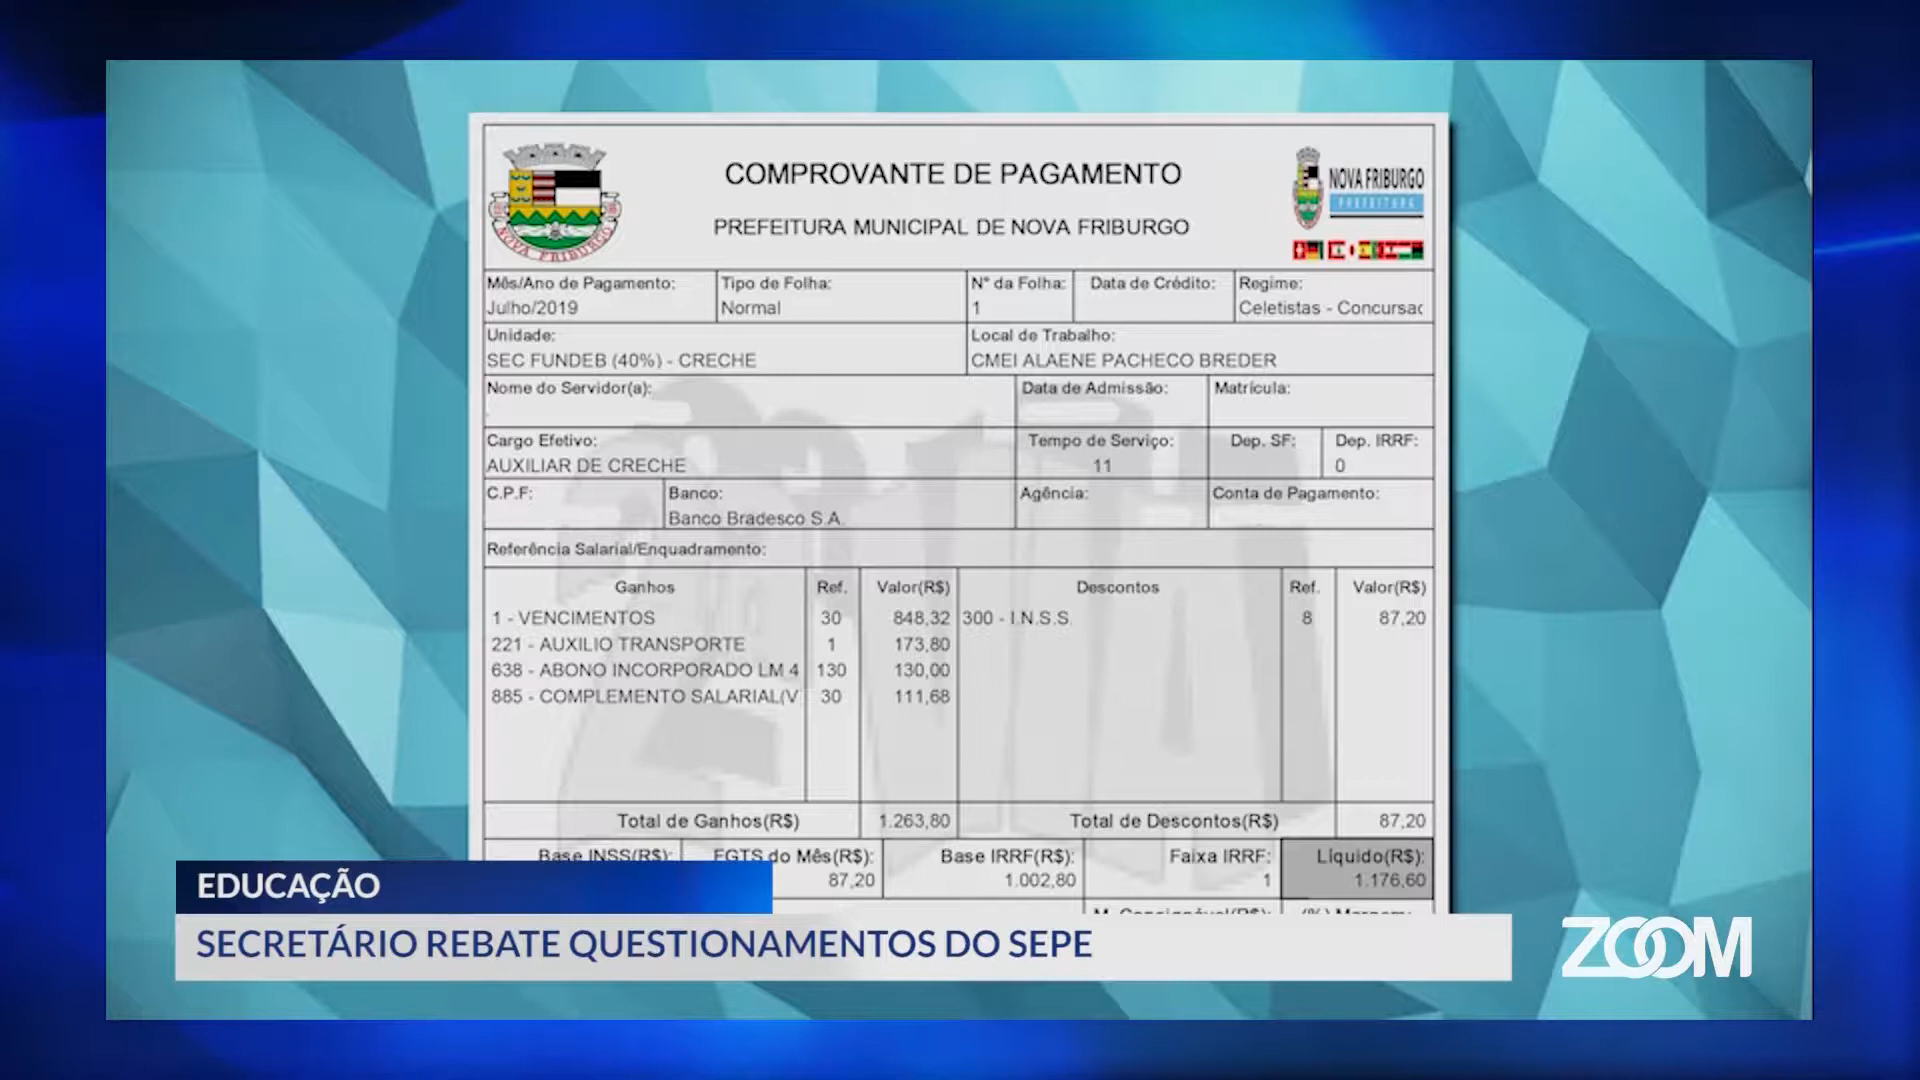 COMPROVANTE DE PAGAMENTO
NOVA FRIBURGO
PREFEITURA
PREFEITURA MUNICIPAL DE NOVA FRIBURGO
NOVA FRIBURGO
Mês/Ano de Pagamento: Tipo de Folha: N° da Folha: Data de Crédito: Regime:
Julho/2019 Normal 1 Celetistas - Concursac
Unidade: Local de Trabalho:
SEC FUNDEB (40%) - CRECHE CMEI ALAENE PACHECO BREDER
Nome do Servidor(a): Data de Admissão: Matrícula:
Cargo Efetivo: Tempo de Serviço: Dep. SF: Dep. IRRF:
AUXILIAR DE CRECHE 11 0
C.P.F: Banco: Agência: Conta de Pagamento:
Banco Bradesco S.A.
Referência Salarial/Enquadramento:
Ganhos Ref. Valor(R$) Descontos Ref. Valor(R$)
1 - VENCIMENTOS 30 848,32 300 - I.N.S.S. 8 87,20
221 - AUXILIO TRANSPORTE 1 173,80
638 - ABONO INCORPORADO LM 4 130 130,00
885 - COMPLEMENTO SALARIAL(V 30 111,68
Total de Ganhos(R$) 1.263,80 Total de Descontos(R$) 87,20
Base INSS(R$): FGTS do Mês(R$): Base IRRF(R$): Faixa IRRF: Líquido(R$):
87,20 1.002,80 1 1.176,60
EDUCAÇÃO
SECRETÁRIO REBATE QUESTIONAMENTOS DO SEPE
ZOOM